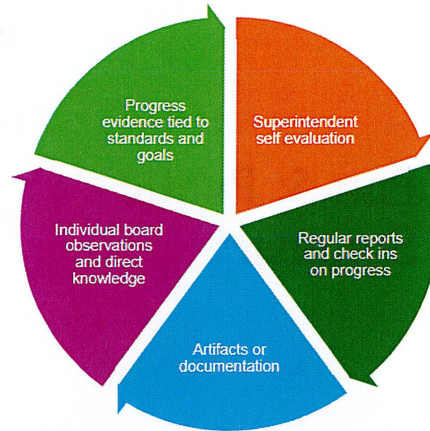 Progress
evidence tied to
standards and
goals
Superintendent
self evaluation
Regular reports
and check ins
on progress
Artifacts or
documentation
Individual board
observations
and direct
knowledge